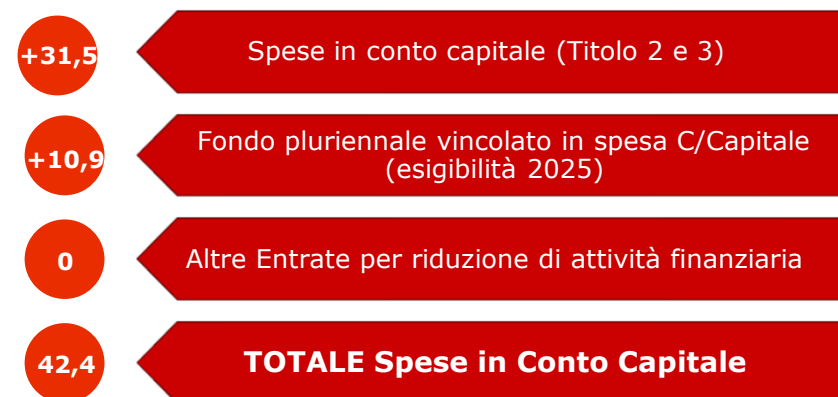 +31,5
Spese in conto capitale (Titolo 2 e 3)
+10,9
Fondo pluriennale vincolato in spesa C/Capitale
(esigibilità 2025)
0
Altre Entrate per riduzione di attività finanziaria
42,4
TOTALE Spese in Conto Capitale